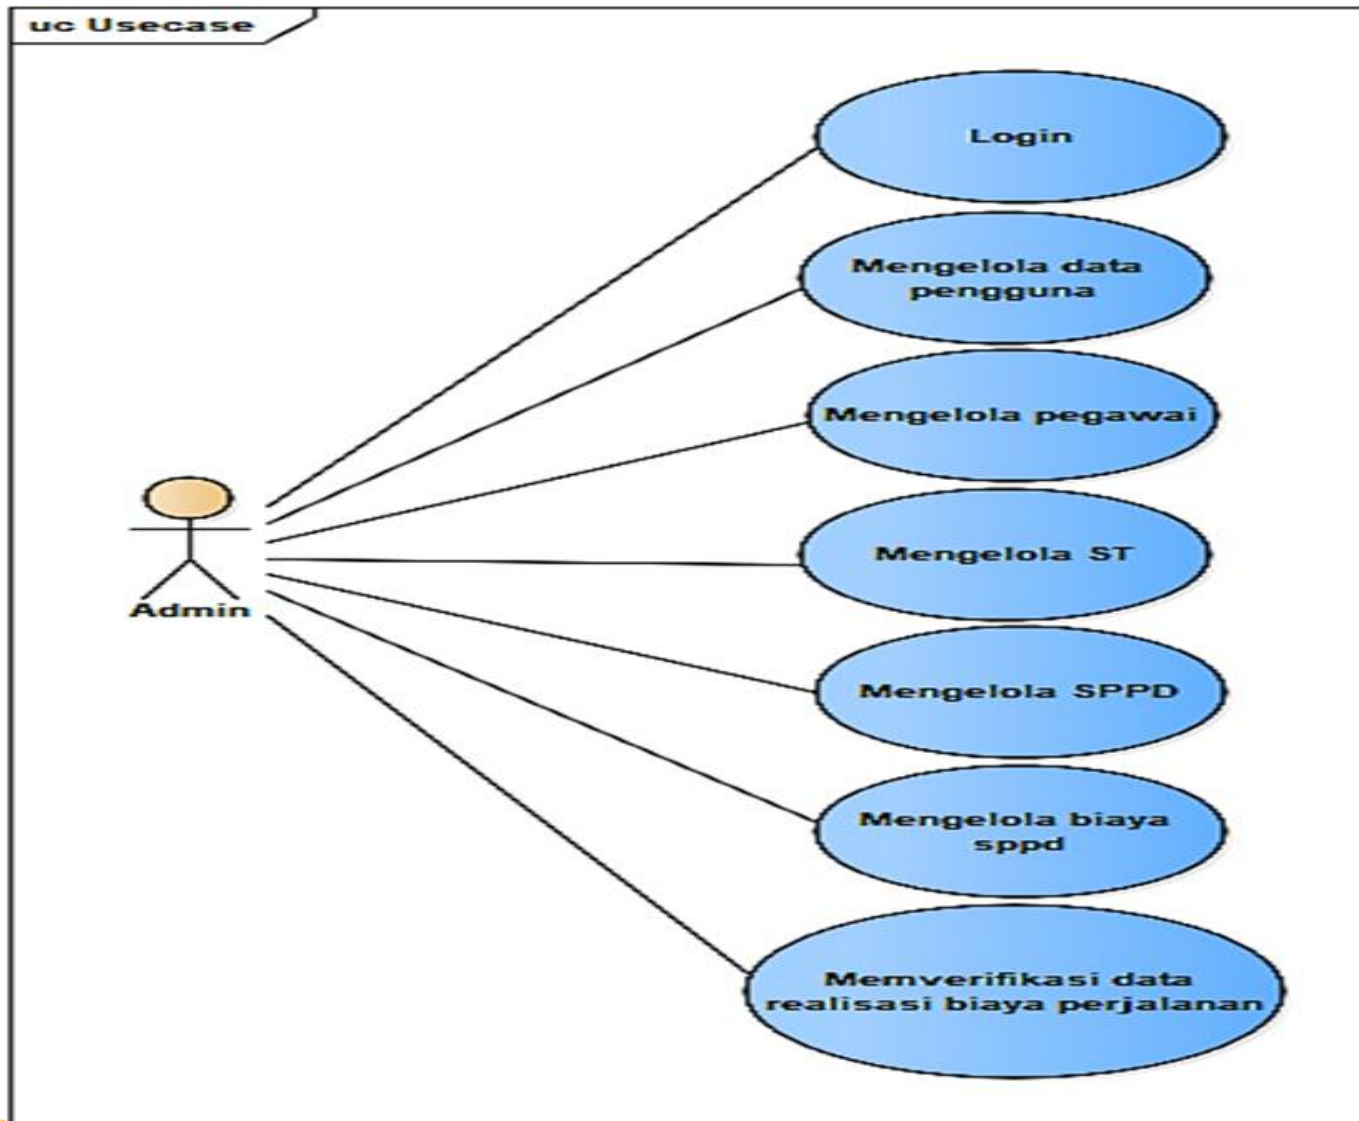 uc Usecase
Login
Mengelola data
pengguna
Mengelola pegawai
Mengelola ST
Admin
Mengelola SPPD
Mengelola biaya
sppd
Memverifikasi data
realisasi biaya perjalanan